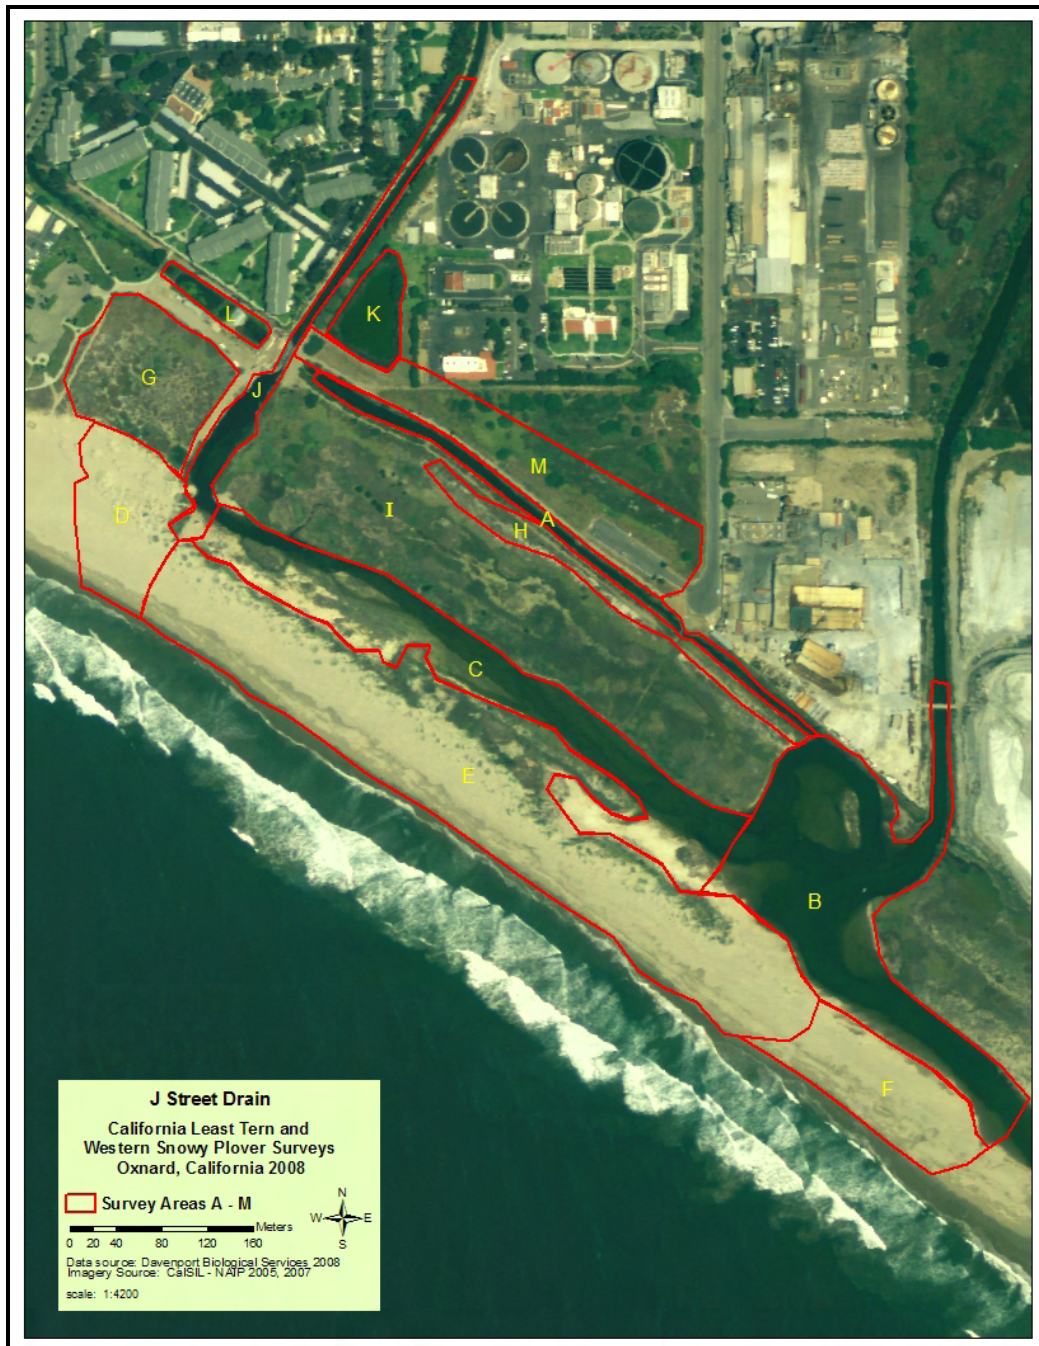 K
L
G
J
M
D
I
A
H
C
E
B
F
J Street Drain
California Least Tern and
Western Snowy Plover Surveys
Oxnard, California 2008
Survey Areas A - M
N
W E
S
Meters
0 20 40 80 120 160
Data source: Davenport Biological Services 2008
Imagery Source: CalSIL - NAIP 2005, 2007
scale: 1:4200